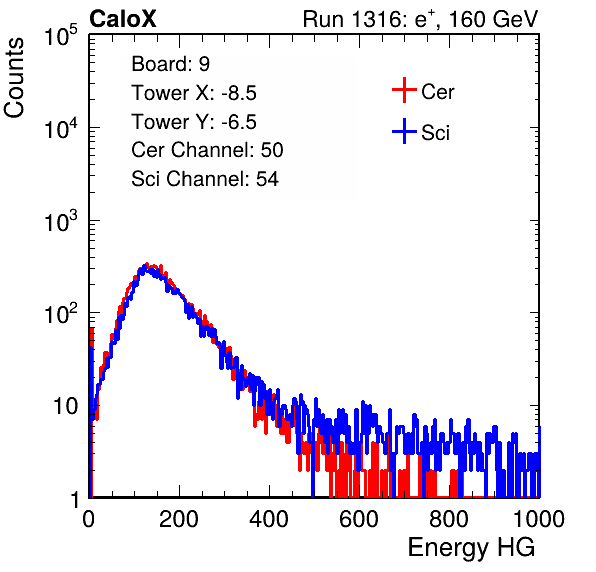 CaloX Run 1316: e⁺, 160 GeV
Counts
10⁵
10⁴
10³
10²
10
1
Board: 9
Tower X: -8.5
Tower Y: -6.5
Cer Channel: 50
Sci Channel: 54
Cer
Sci
0 200 400 600 800 1000
Energy HG